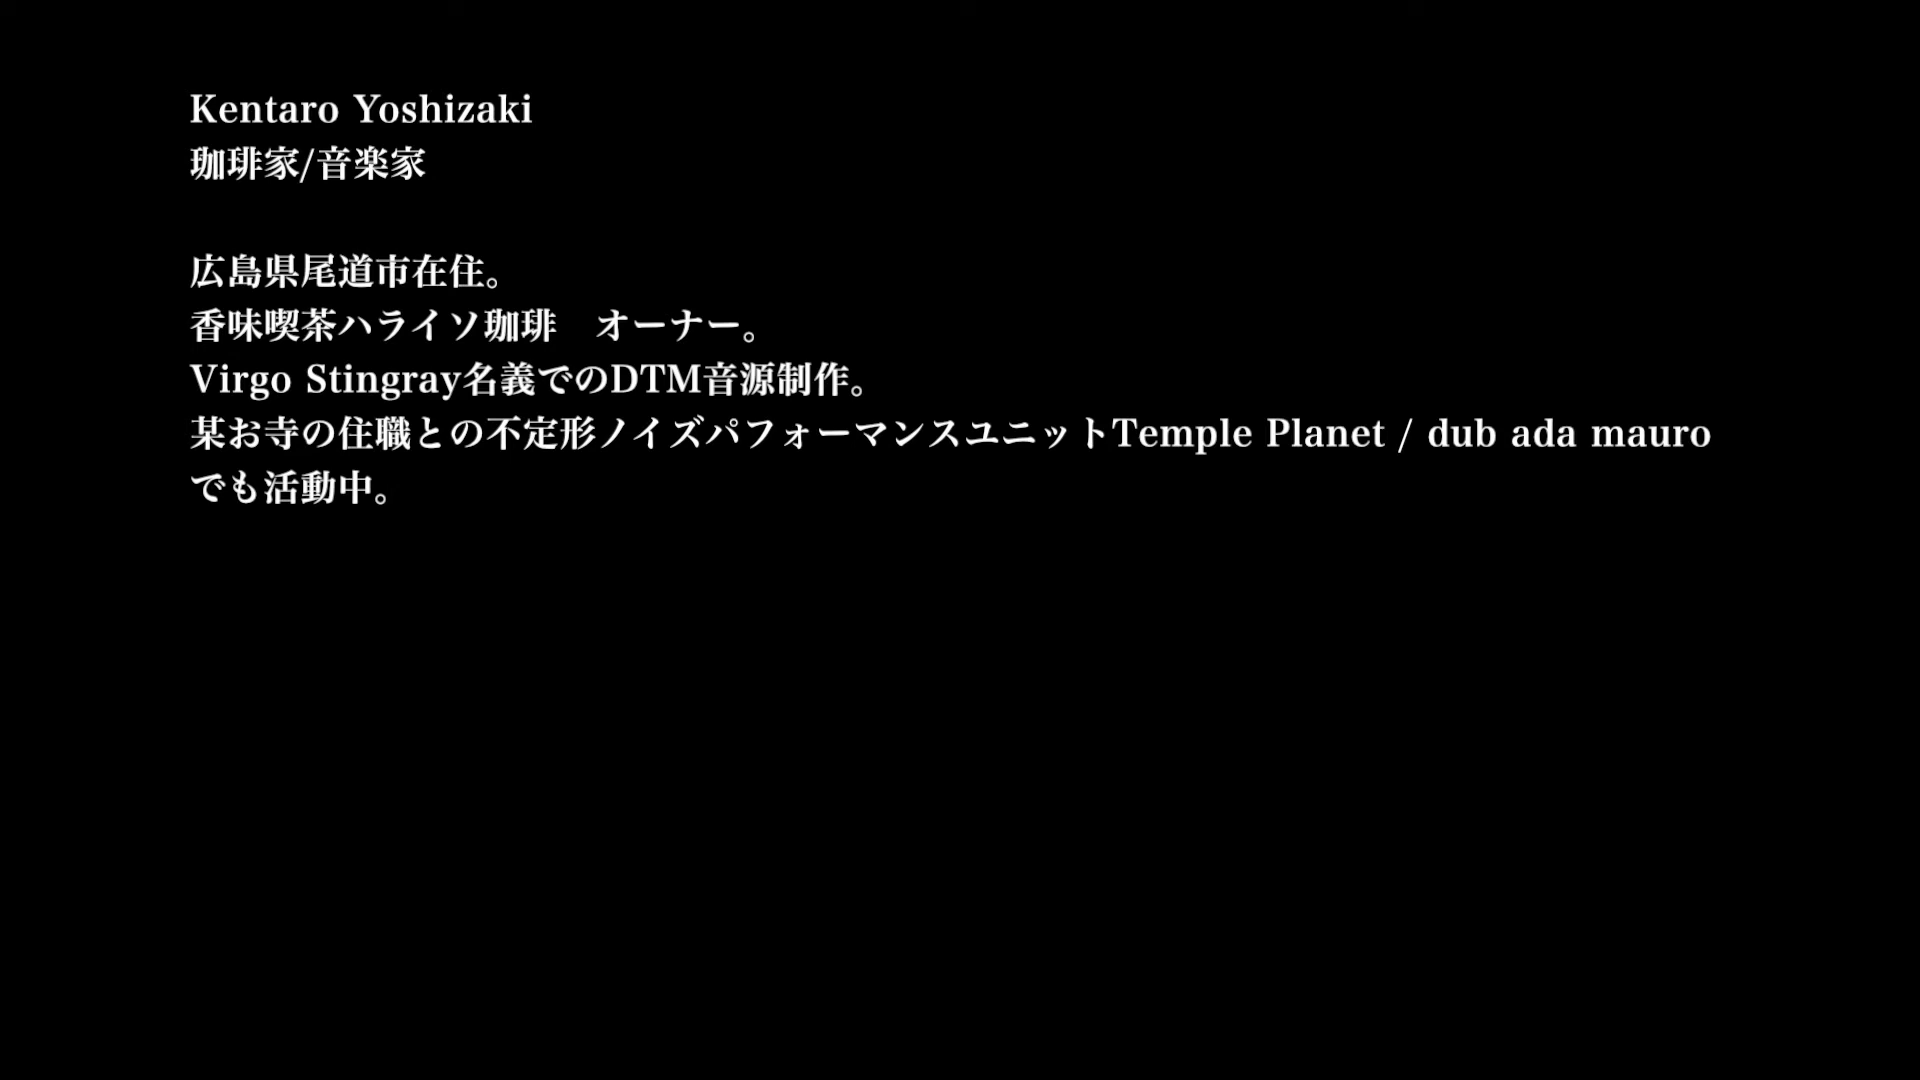 Kentaro Yoshizaki
珈琲家/音楽家
広島県尾道市在住。
香味喫茶ハライソ珈琲　オーナー。
Virgo Stingray名義でのDTM音源制作。
某お寺の住職との不定形ノイズパフォーマンスユニットTemple Planet / dub ada mauro
でも活動中。